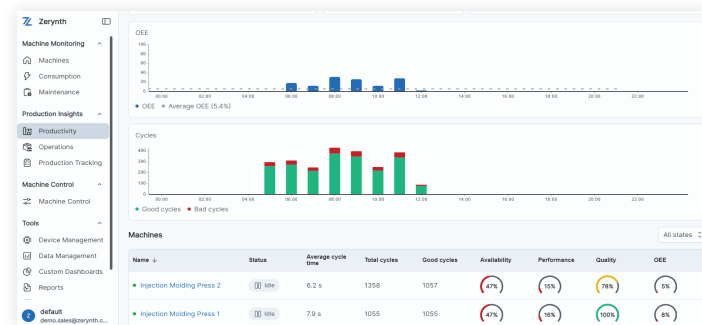 Zerynth
Machine Monitoring
Machines
Consumption
Maintenance
Production Insights
Productivity
Operations
Production Tracking
Machine Control
Machine Control
Tools
Device Management
Data Management
Custom Dashboards
Reports
Z
default
demo.sales@zerynth.c...
OEE
100
80
60
40
20
0
00:00 02:00 04:00 06:00 08:00 10:00 12:00 14:00 16:00 18:00 20:00 22:00
OEE Average OEE (5.4%)
Cycles
400
300
200
100
0
00:00 02:00 04:00 06:00 08:00 10:00 12:00 14:00 16:00 18:00 20:00 22:00
Good cycles Bad cycles
Machines All states
Name ↓ Status Average cycle time Total cycles Good cycles Availability Performance Quality OEE
Injection Molding Press 2 Idle 6.2 s 1358 1057 47% 15% 78% 5%
Injection Molding Press 1 Idle 7.9 s 1055 1055 47% 16% 100% 8%